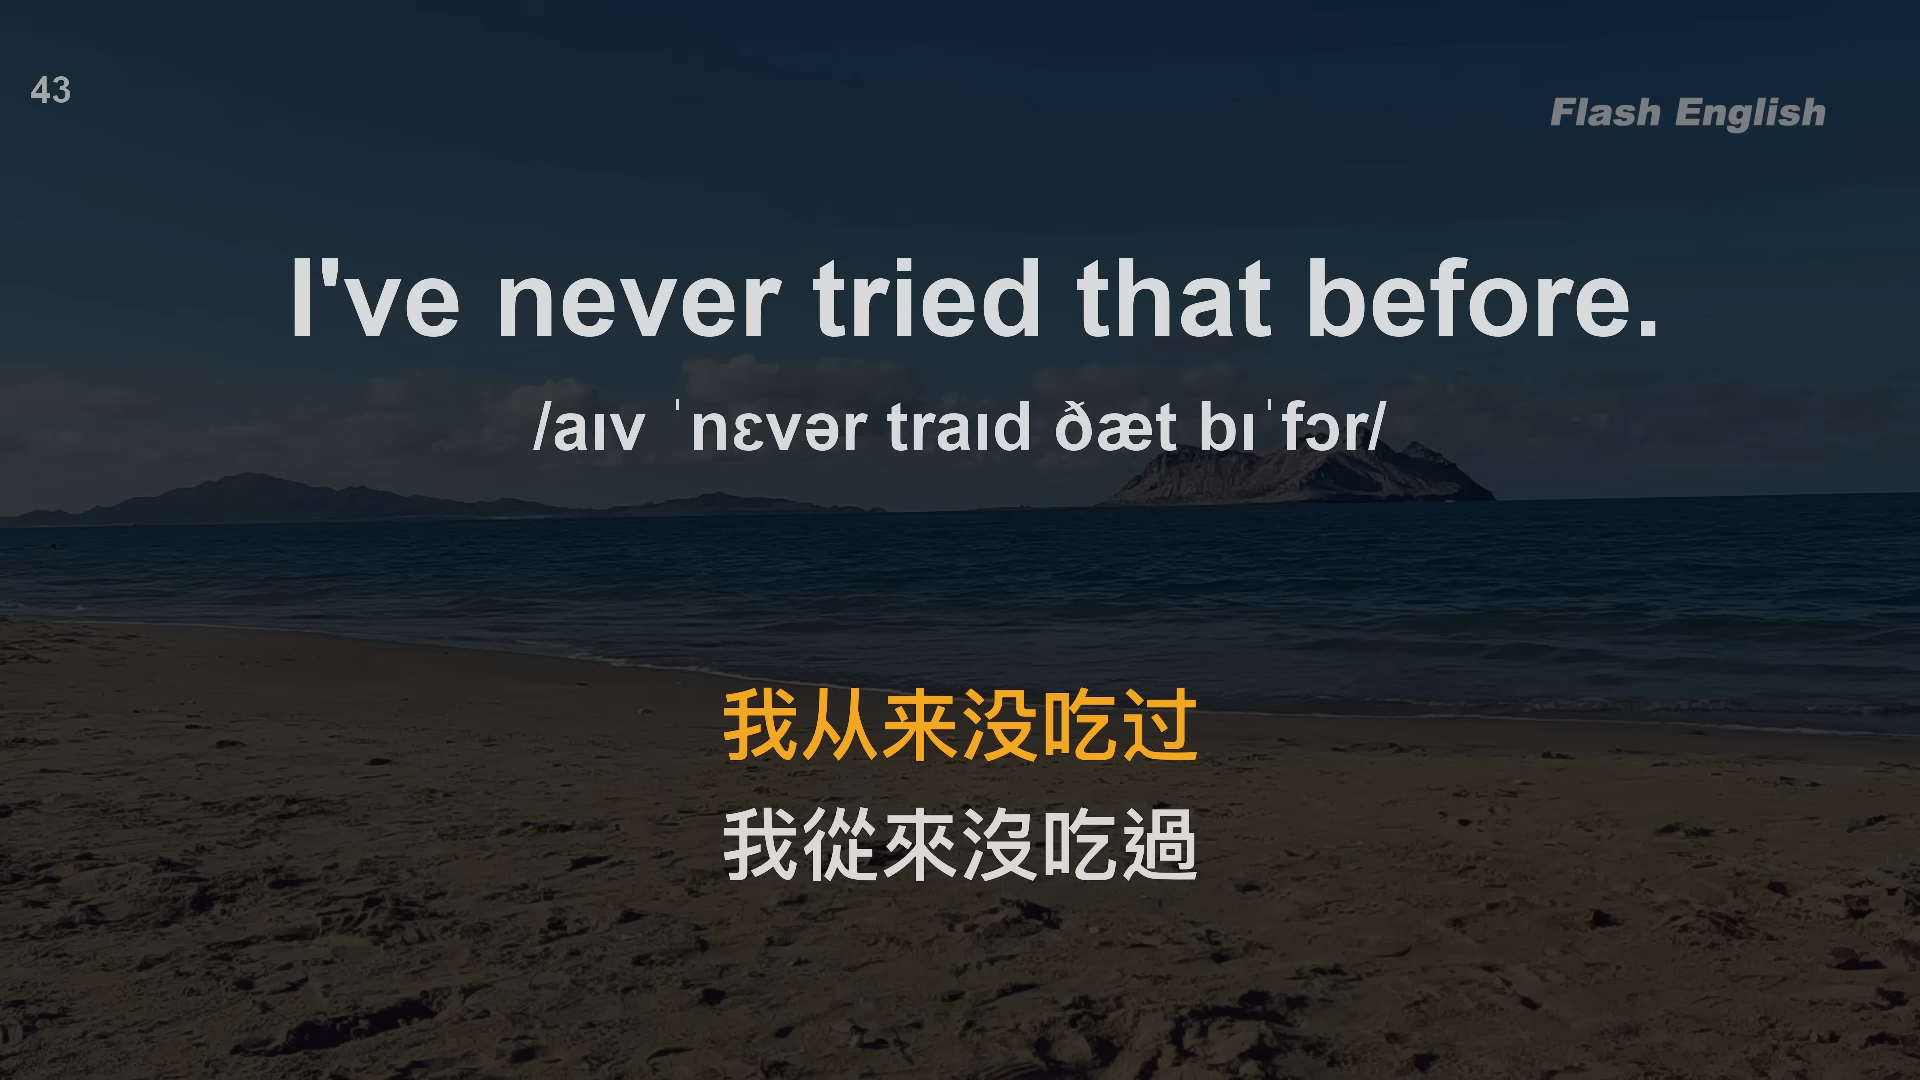 43
Flash English
I've never tried that before.
/aɪv ˈnɛvər traɪd ðæt bɪˈfɔr/
我从来没吃过
我從來沒吃過